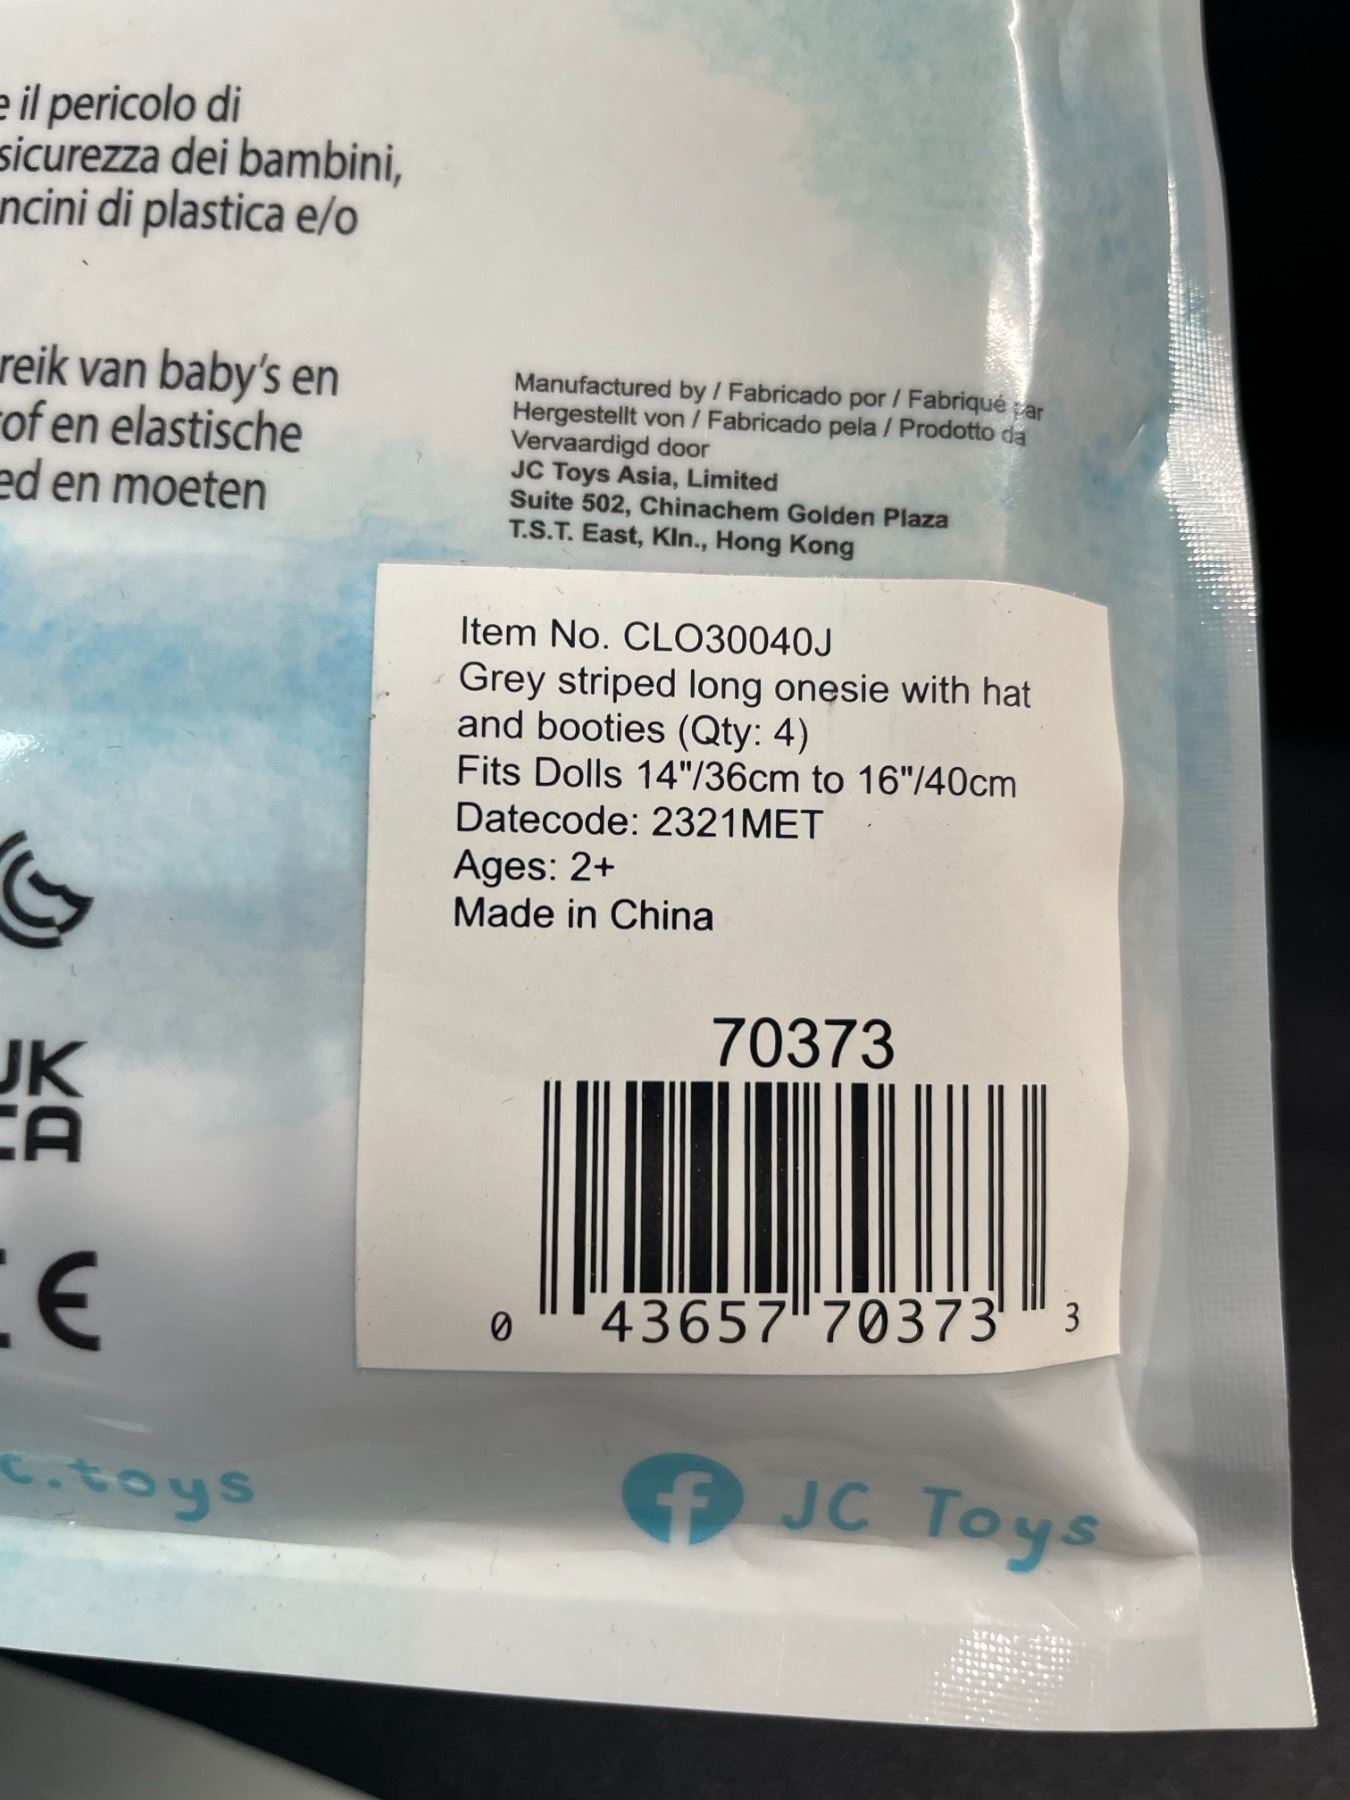 e il pericolo di
sicurezza dei bambini,
ncini di plastica e/o
reik van baby's en
of en elastische
ed en moeten
Manufactured by / Fabricado por / Fabriqué par
Hergestellt von / Fabricado pela / Prodotto da
Vervaardigd door
JC Toys Asia, Limited
Suite 502, Chinachem Golden Plaza
T.S.T. East, Kln., Hong Kong
Item No. CLO30040J
Grey striped long onesie with hat
and booties (Qty: 4)
Fits Dolls 14"/36cm to 16"/40cm
Datecode: 2321MET
Ages: 2+
Made in China
70373
0 43657 70373 3
UK
CA
CE
c.toys
f JC Toys